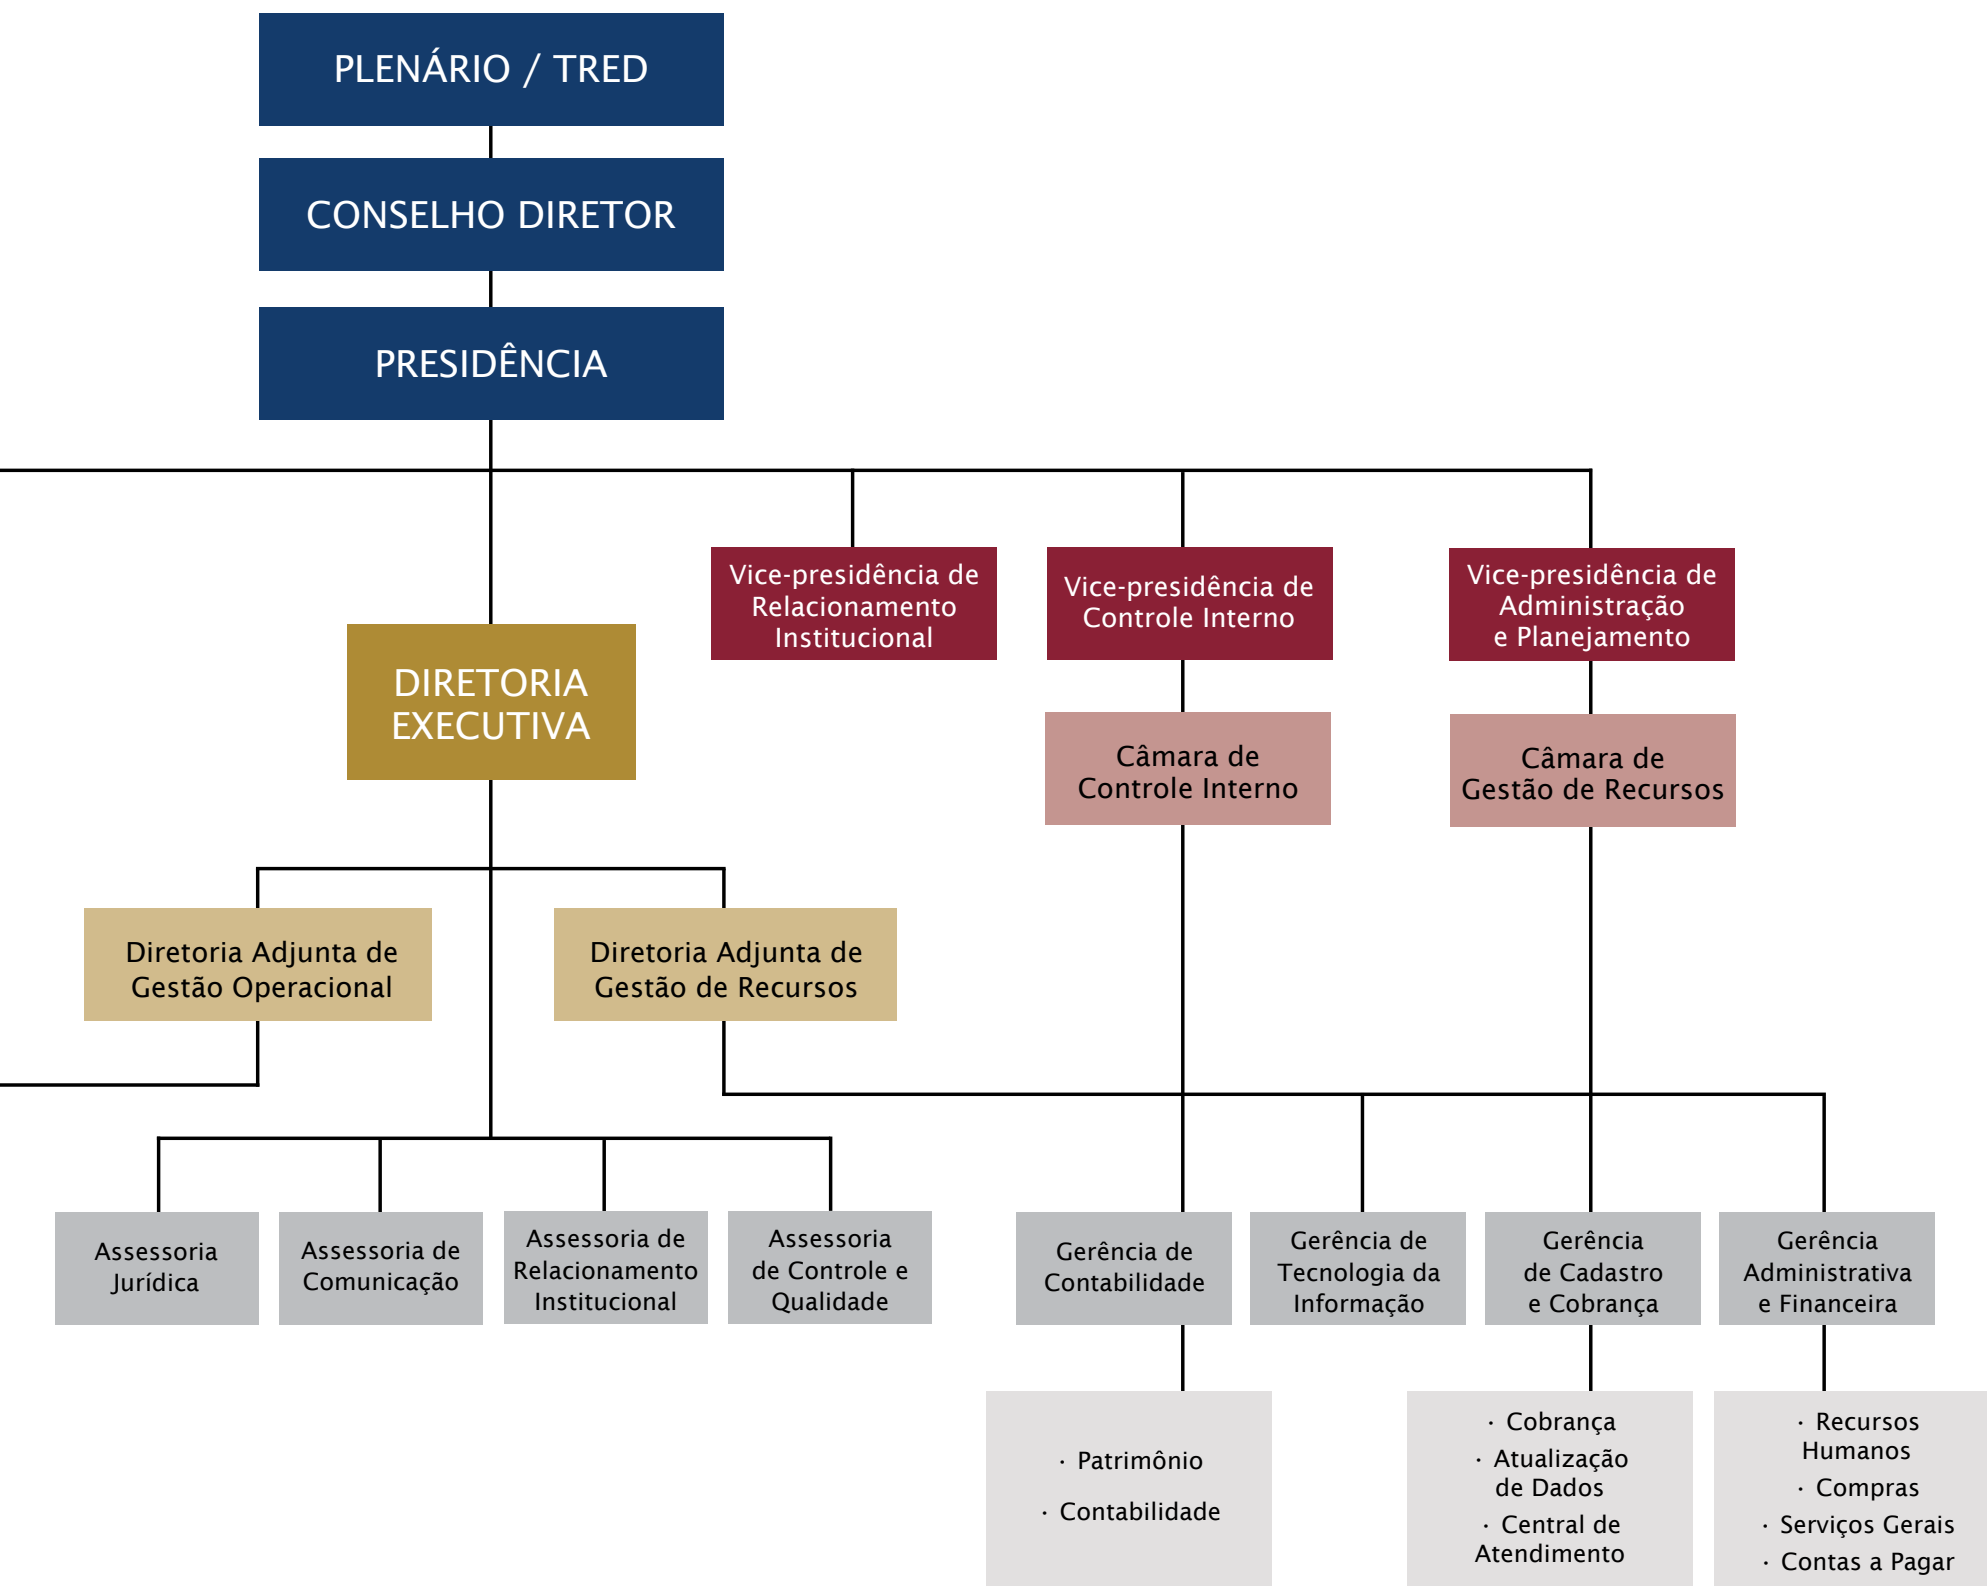 PLENÁRIO / TRED
CONSELHO DIRETOR
PRESIDÊNCIA
Vice-presidência de
Relacionamento
Institucional
Vice-presidência de
Controle Interno
Vice-presidência de
Administração
e Planejamento
DIRETORIA
EXECUTIVA
Câmara de
Controle Interno
Câmara de
Gestão de Recursos
Diretoria Adjunta de
Gestão Operacional
Diretoria Adjunta de
Gestão de Recursos
Assessoria
Jurídica
Assessoria de
Comunicação
Assessoria de
Relacionamento
Institucional
Assessoria
de Controle e
Qualidade
Gerência de
Contabilidade
Gerência de
Tecnologia da
Informação
Gerência
de Cadastro
e Cobrança
Gerência
Administrativa
e Financeira
· Patrimônio
· Contabilidade
· Cobrança
· Atualização
de Dados
· Central de
Atendimento
· Recursos
Humanos
· Compras
· Serviços Gerais
· Contas a Pagar